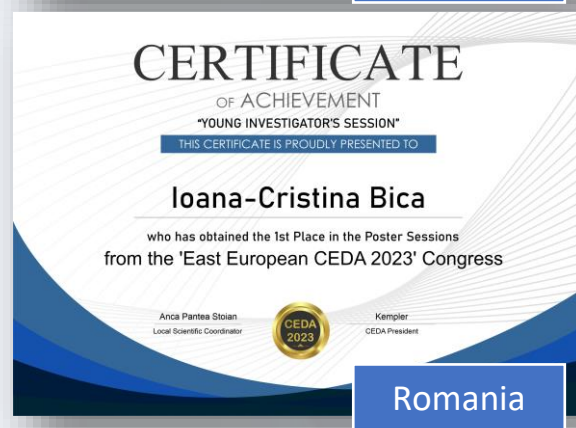 CERTIFICATE
OF ACHIEVEMENT
"YOUNG INVESTIGATOR'S SESSION"
THIS CERTIFICATE IS PROUDLY PRESENTED TO
Ioana-Cristina Bica
who has obtained the 1st Place in the Poster Sessions
from the 'East European CEDA 2023' Congress
Anca Pantea Stoian
Local Scientific Coordinator
CEDA
2023
Kempler
CEDA President
Romania